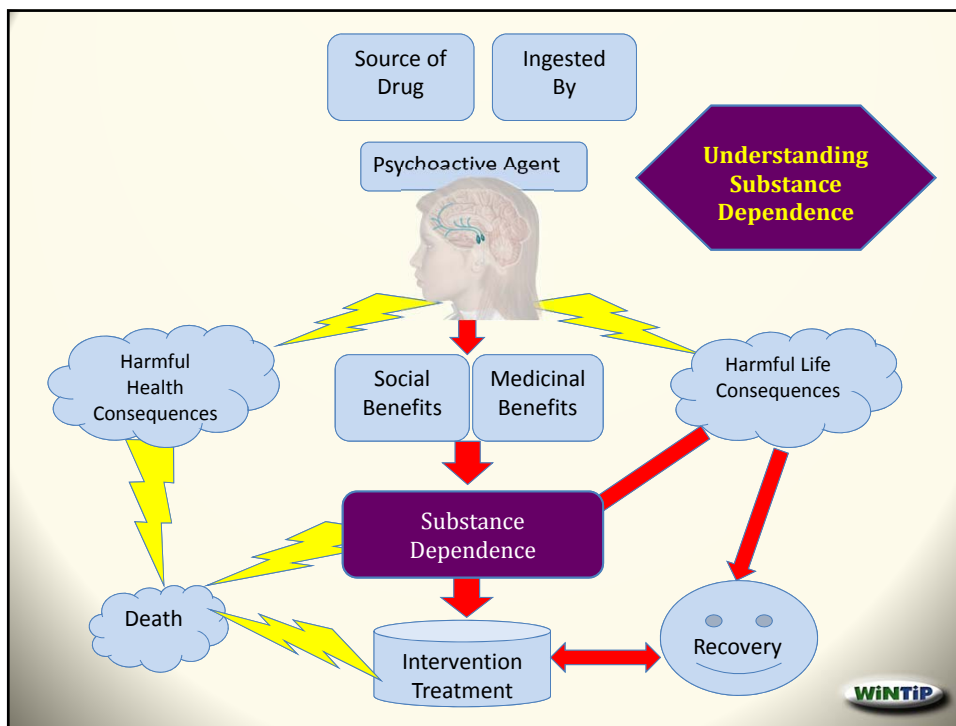 Source of
Drug
Ingested
By
Psychoactive Agent
Understanding
Substance
Dependence
Harmful
Health
Consequences
Social
Benefits
Medicinal
Benefits
Harmful Life
Consequences
Substance
Dependence
Death
Intervention
Treatment
Recovery
WiNTiP